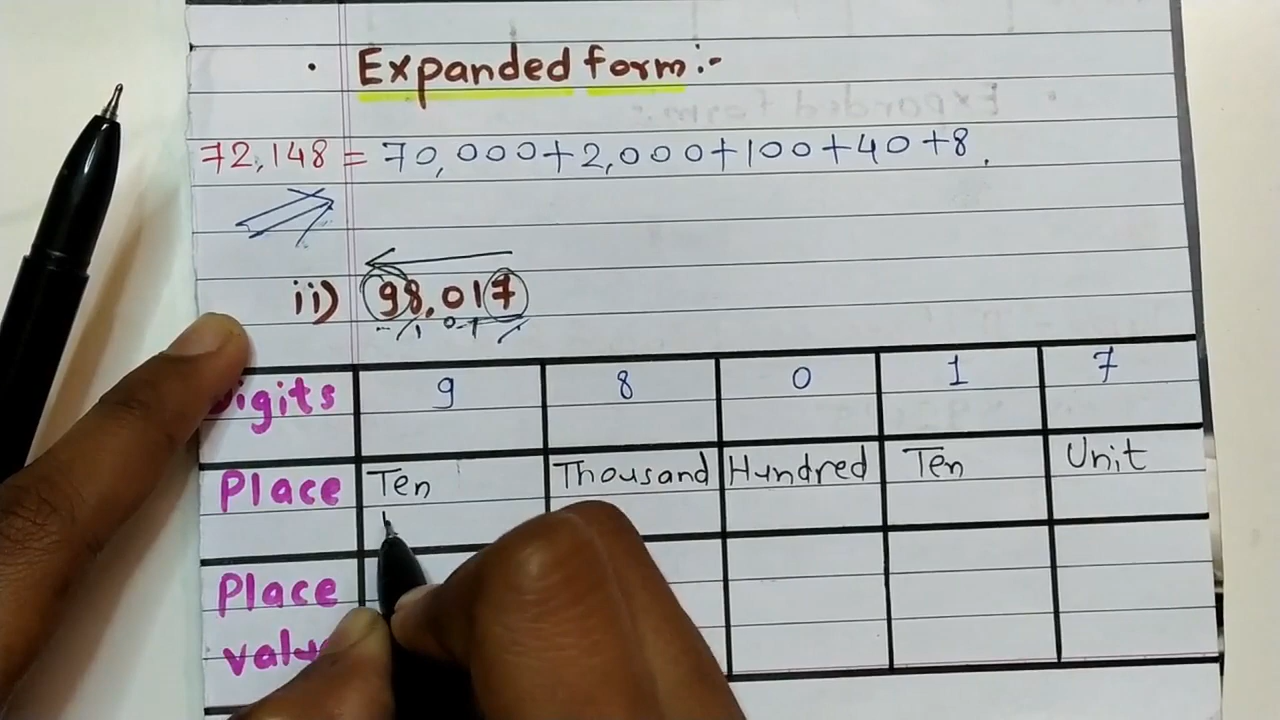 · Expanded form:-
72,148 = 70,000+2,000+100+40+8.
ii) 98,017
Digits 9 8 0 1 7
Place Ten Thousand Hundred Ten Unit
Place
value